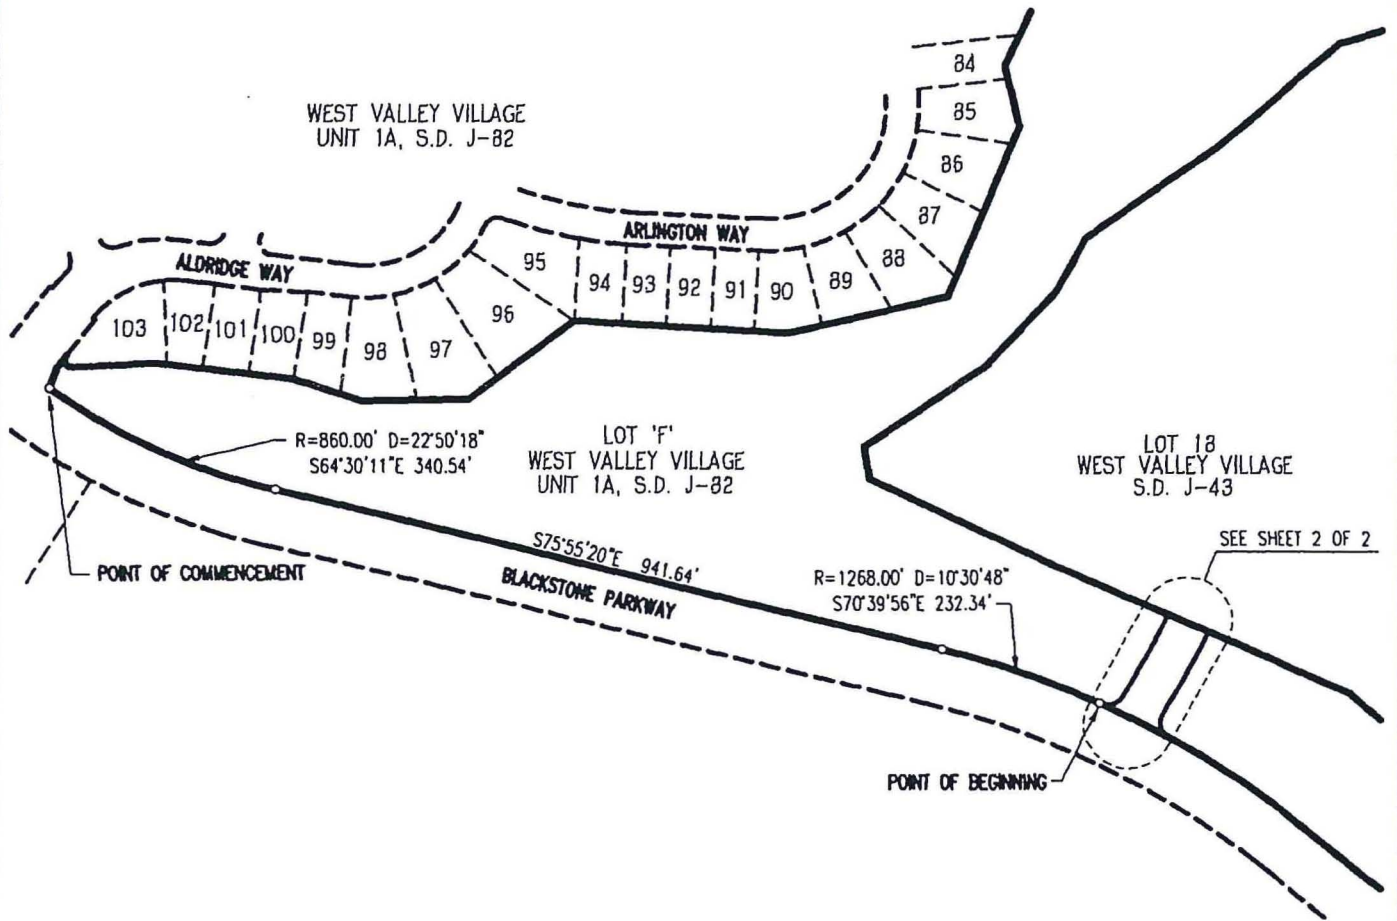 WEST VALLEY VILLAGE
UNIT 1A, S.D. J-82
84
85
86
87
88
89
90
91
92
93
94
95
96
97
98
99
100
101
102
103
ARLINGTON WAY
ALDRIDGE WAY
R=860.00' D=22°50'18"
S64°30'11"E 340.54'
LOT 'F'
WEST VALLEY VILLAGE
UNIT 1A, S.D. J-82
LOT 18
WEST VALLEY VILLAGE
S.D. J-43
SEE SHEET 2 OF 2
S75°55'20"E 941.64'
POINT OF COMMENCEMENT
BLACKSTONE PARKWAY
R=1268.00' D=10°30'48"
S70°39'56"E 232.34'
POINT OF BEGINNING